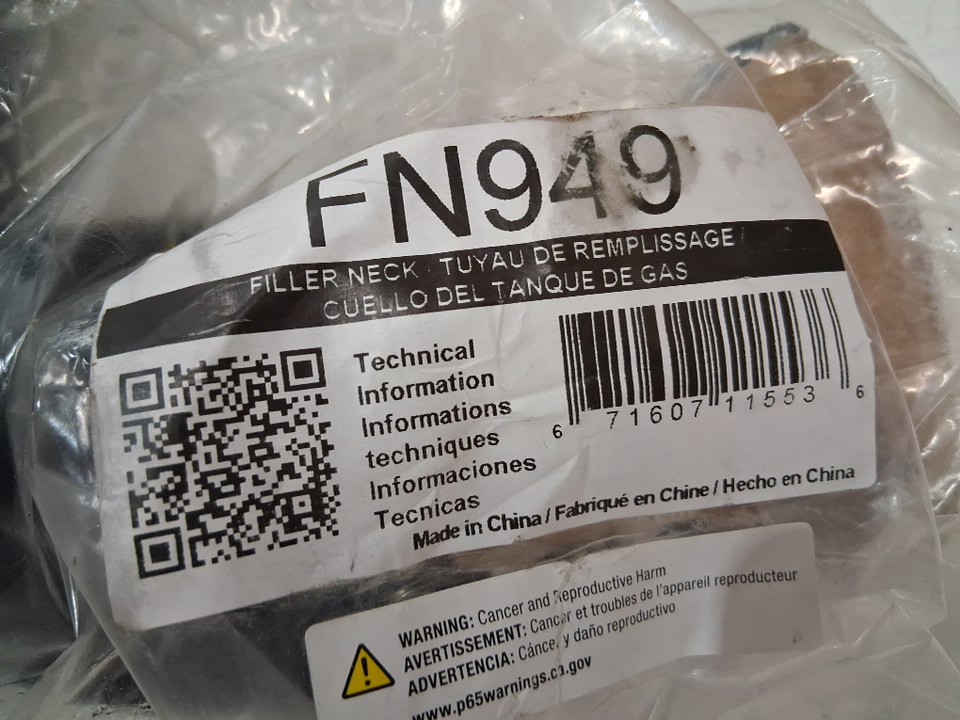 FN949
FILLER NECK / TUYAU DE REMPLISSAGE /
CUELLO DEL TANQUE DE GAS
Technical
Information
Informations
techniques
Informaciones
Tecnicas
6 71607 11553 6
Made in China / Fabriqué en Chine / Hecho en China
WARNING: Cancer and Reproductive Harm
AVERTISSEMENT: Cancer et troubles de l'appareil reproducteur
ADVERTENCIA: Cáncer y daño reproductivo
www.p65warnings.ca.gov